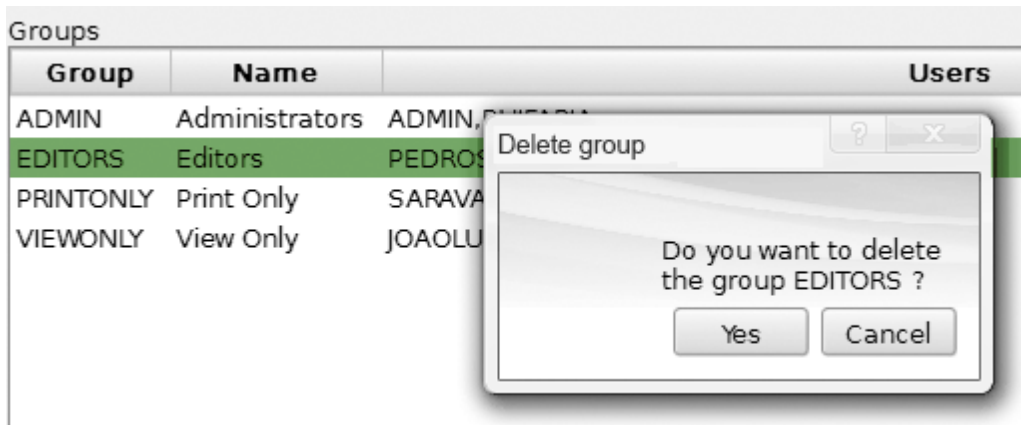 Groups
Group Name Users
ADMIN Administrators ADMIN,
EDITORS Editors
PRINTONLY Print Only
VIEWONLY View Only
Delete group
Do you want to delete
the group EDITORS ?
Yes Cancel